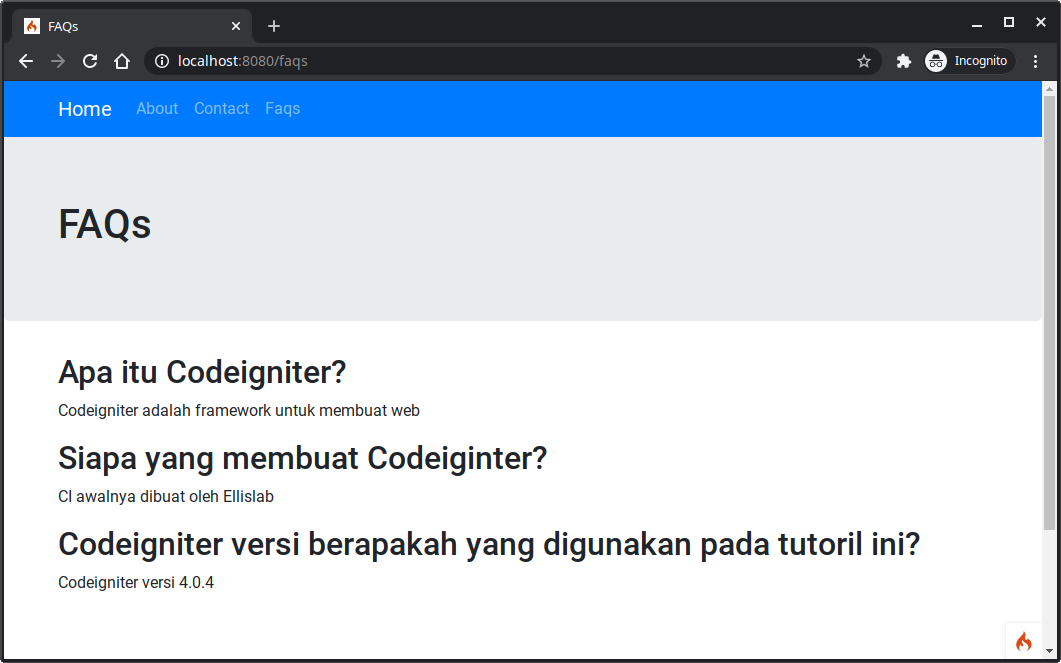 FAQs
localhost:8080/faqs
Incognito
Home About Contact Faqs
FAQs
Apa itu Codeigniter?
Codeigniter adalah framework untuk membuat web
Siapa yang membuat Codeiginter?
CI awalnya dibuat oleh Ellislab
Codeigniter versi berapakah yang digunakan pada tutoril ini?
Codeigniter versi 4.0.4